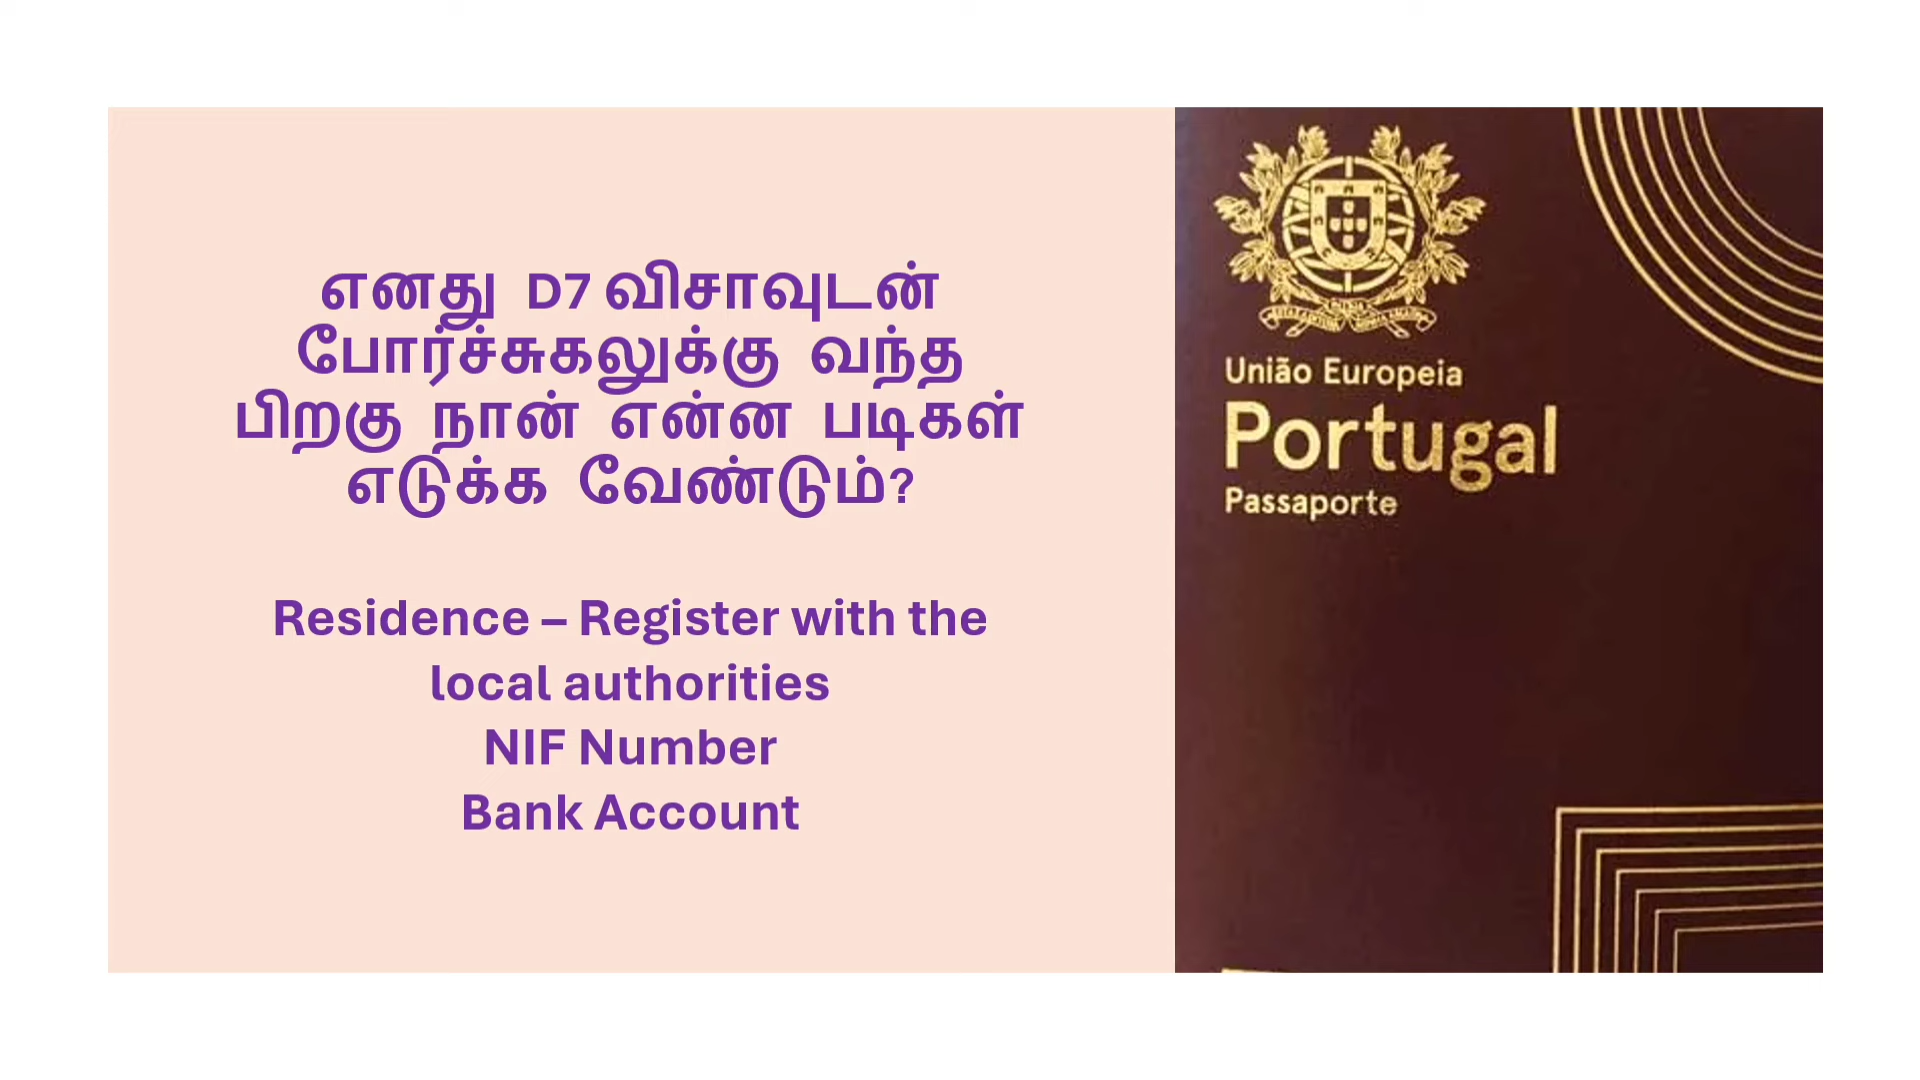 எனது D7 விசாவுடன்
போர்ச்சுகலுக்கு வந்த
பிறகு நான் என்ன படிகள்
எடுக்க வேண்டும்?
Residence – Register with the
local authorities
NIF Number
Bank Account
União Europeia
Portugal
Passaporte